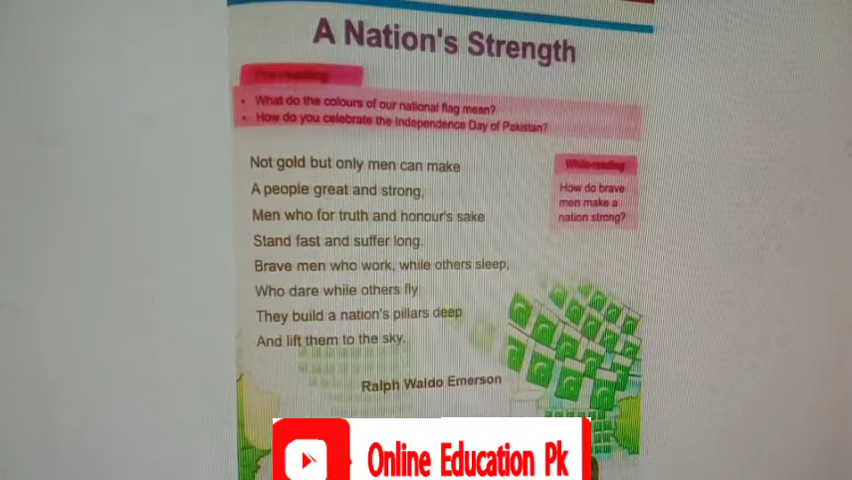 A Nation's Strength
Pre-reading
• What do the colours of our national flag mean?
• How do you celebrate the Independence Day of Pakistan?
Not gold but only men can make
A people great and strong,
Men who for truth and honour's sake
Stand fast and suffer long.
Brave men who work, while others sleep,
Who dare while others fly
They build a nation's pillars deep
And lift them to the sky.
Ralph Waldo Emerson
While-reading
How do brave
men make a
nation strong?
Online Education Pk